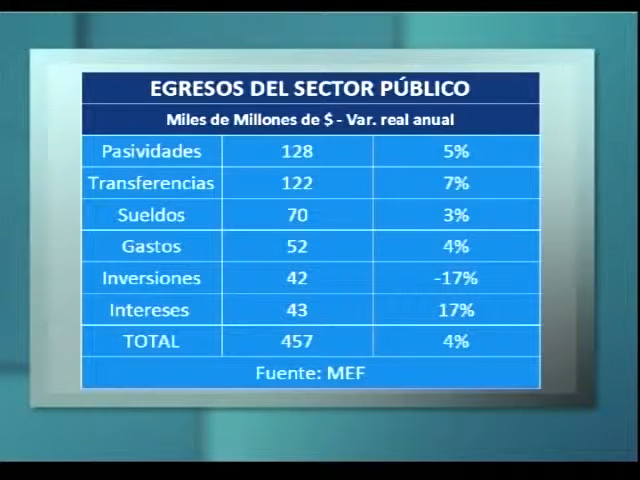 EGRESOS DEL SECTOR PÚBLICO
Miles de Millones de $ - Var. real anual
Pasividades 128 5%
Transferencias 122 7%
Sueldos 70 3%
Gastos 52 4%
Inversiones 42 -17%
Intereses 43 17%
TOTAL 457 4%
Fuente: MEF